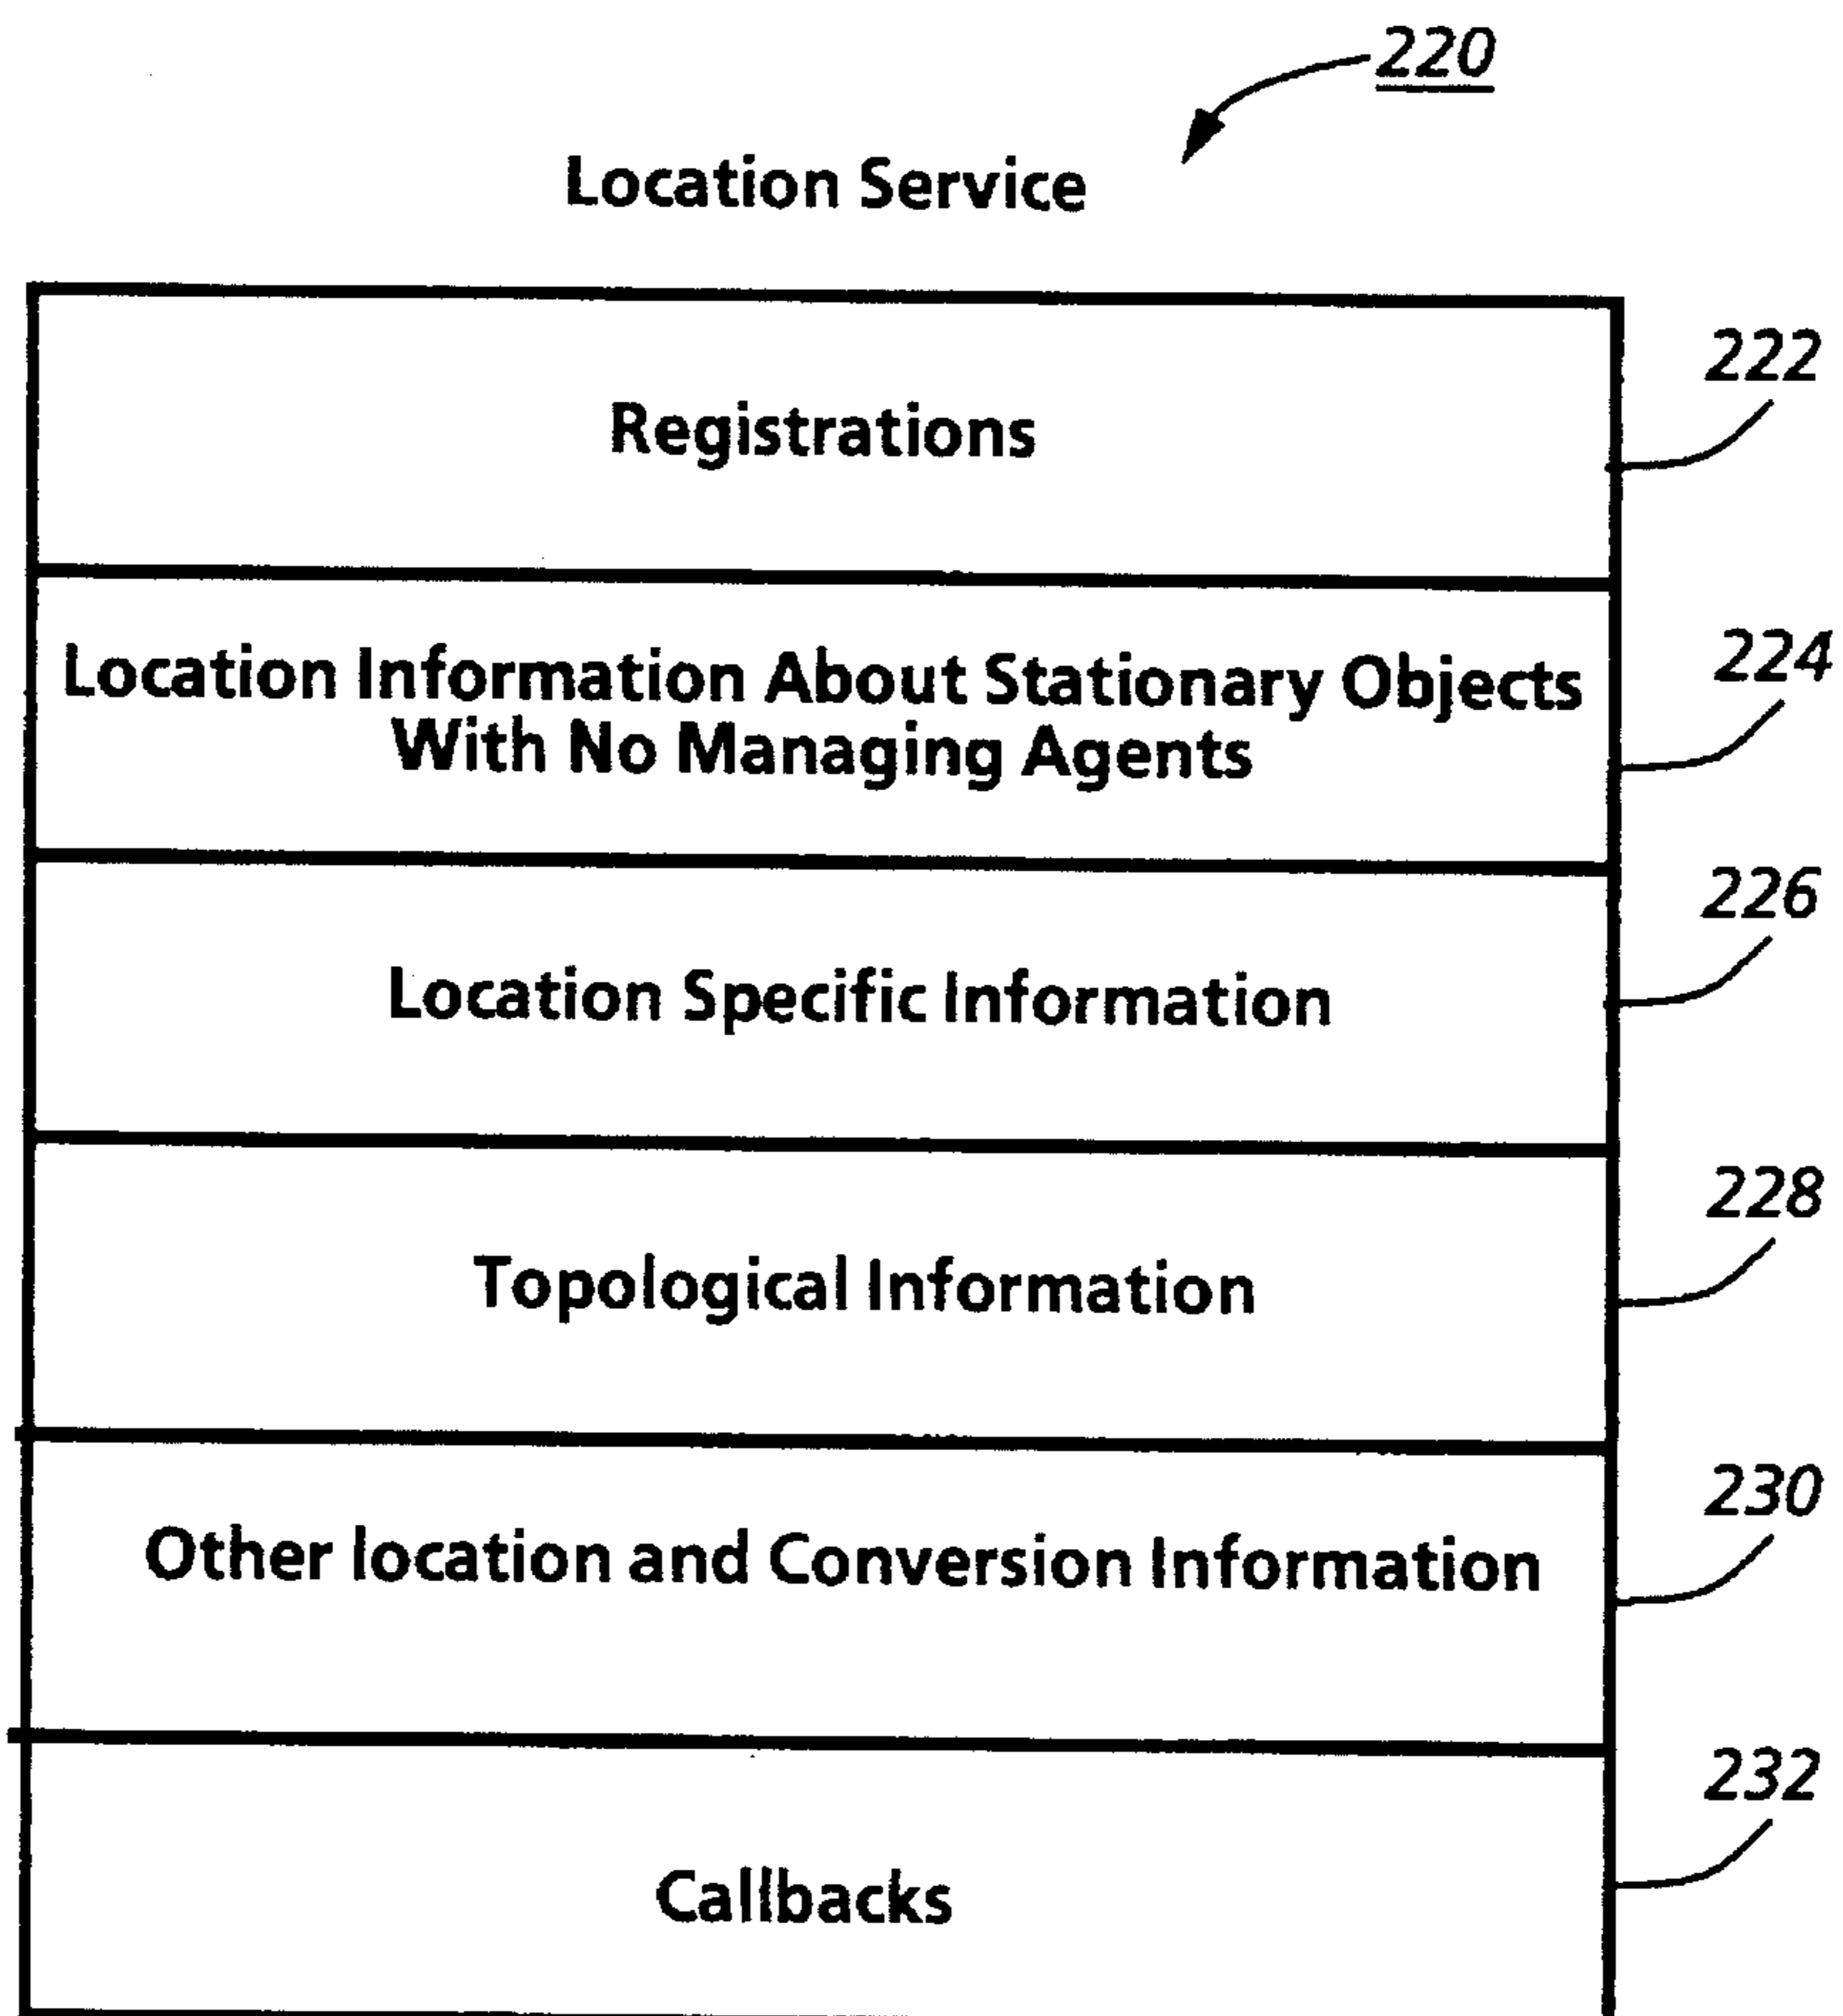 220
Location Service
Registrations
222
Location Information About Stationary Objects
With No Managing Agents
224
Location Specific Information
226
Topological Information
228
Other location and Conversion Information
230
Callbacks
232